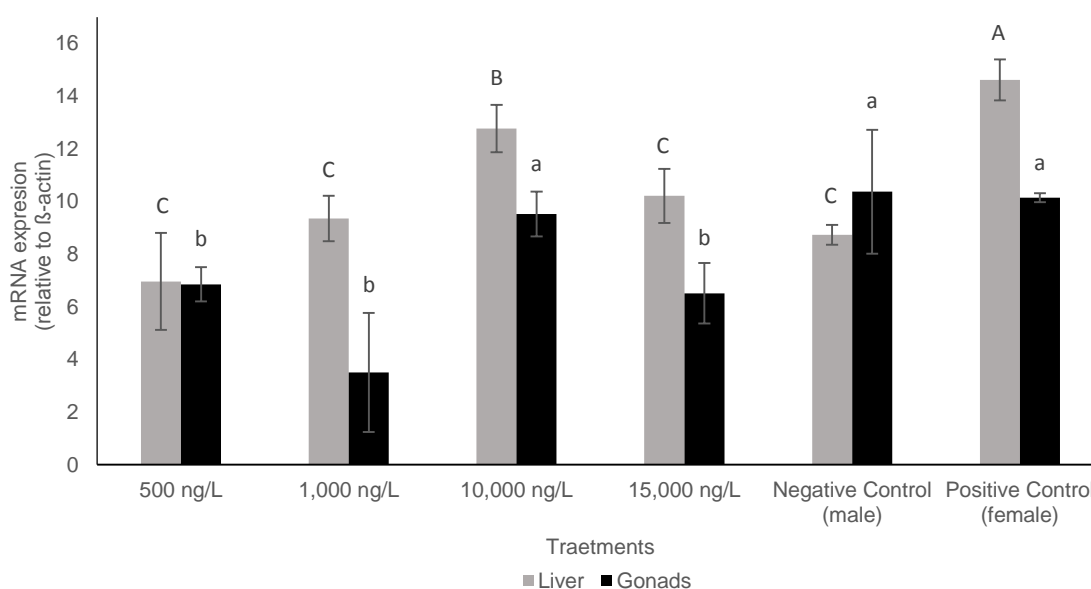 mRNA expresion
(relative to ß-actin)
16
14
12
10
8
6
4
2
0
C
b
C
b
B
a
C
b
C
a
A
a
500 ng/L
1,000 ng/L
10,000 ng/L
15,000 ng/L
Negative Control
(male)
Positive Control
(female)
Traetments
Liver
Gonads